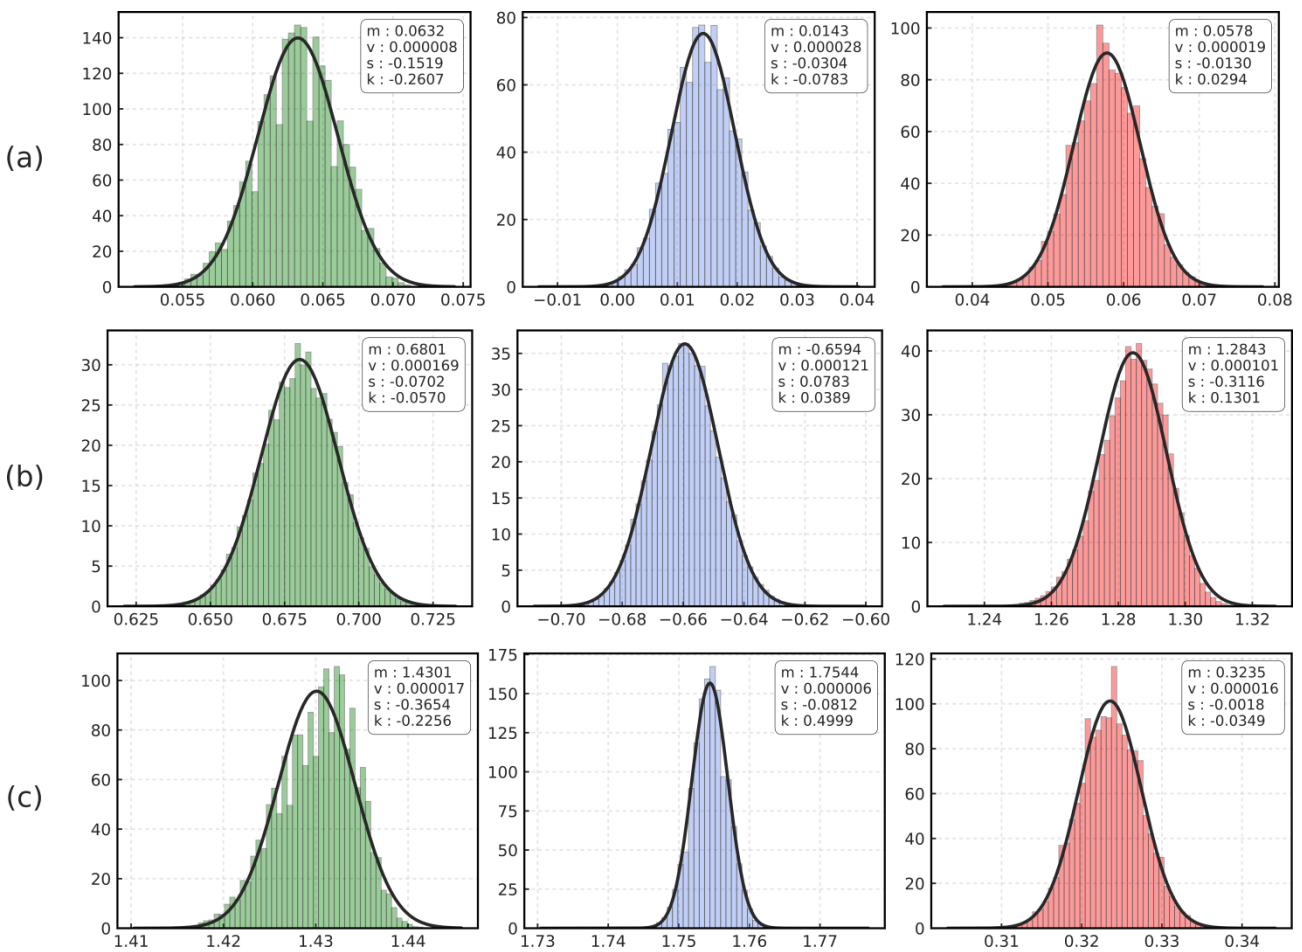 (a)
140
120
100
80
60
40
20
0
0.055
0.060
0.065
0.070
0.075
m : 0.0632
v : 0.000008
s : -0.1519
k : -0.2607
80
60
40
20
0
−0.01
0.00
0.01
0.02
0.03
0.04
m : 0.0143
v : 0.000028
s : -0.0304
k : -0.0783
100
80
60
40
20
0
0.04
0.05
0.06
0.07
0.08
m : 0.0578
v : 0.000019
s : -0.0130
k : 0.0294
(b)
30
25
20
15
10
5
0
0.625
0.650
0.675
0.700
0.725
m : 0.6801
v : 0.000169
s : -0.0702
k : -0.0570
35
30
25
20
15
10
5
0
−0.70
−0.68
−0.66
−0.64
−0.62
−0.60
m : -0.6594
v : 0.000121
s : 0.0783
k : 0.0389
40
30
20
10
0
1.24
1.26
1.28
1.30
1.32
m : 1.2843
v : 0.000101
s : -0.3116
k : 0.1301
(c)
100
80
60
40
20
0
1.41
1.42
1.43
1.44
m : 1.4301
v : 0.000017
s : -0.3654
k : -0.2256
175
150
125
100
75
50
25
0
1.73
1.74
1.75
1.76
1.77
m : 1.7544
v : 0.000006
s : -0.0812
k : 0.4999
120
100
80
60
40
20
0
0.31
0.32
0.33
0.34
m : 0.3235
v : 0.000016
s : -0.0018
k : -0.0349